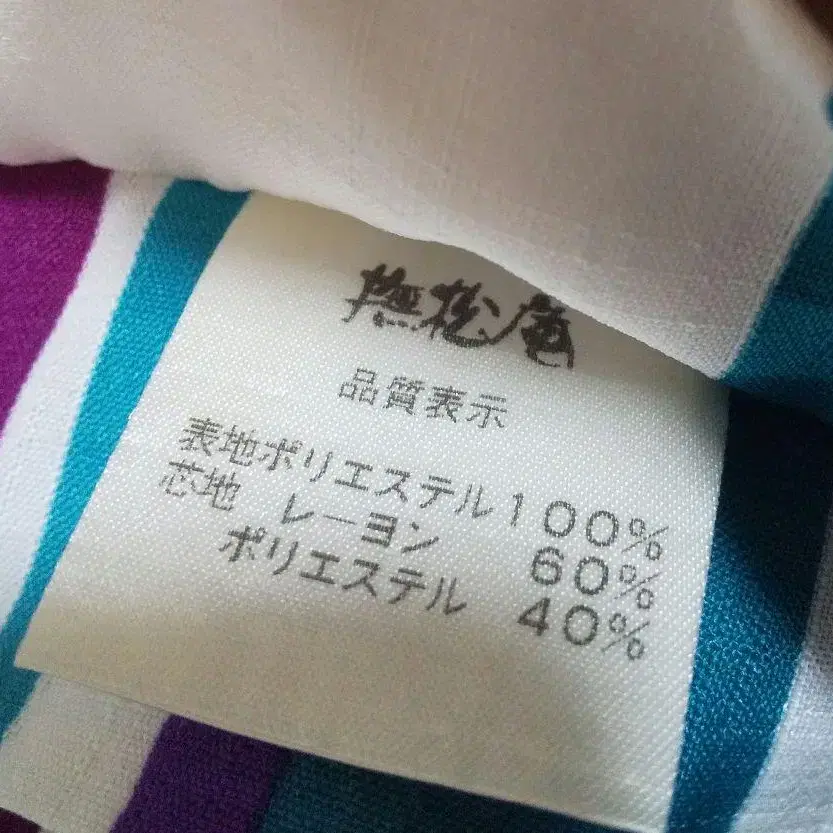 撫松庵
品質表示
表地ポリエステル100%
芯地 レーヨン 60%
ポリエステル 40%